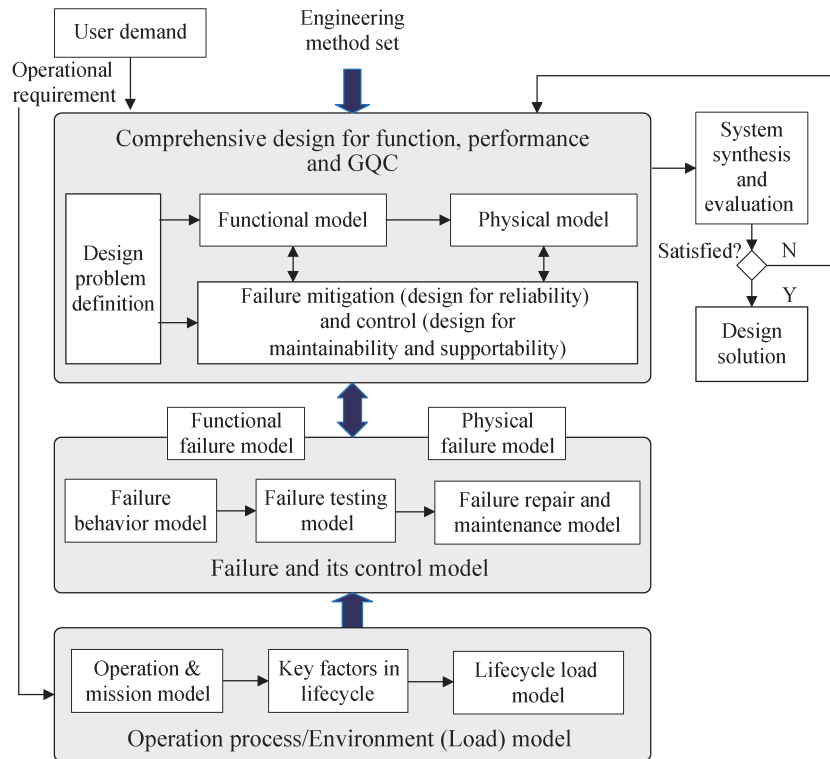 User demand
Engineering
method set
Operational
requirement
Comprehensive design for function, performance
and GQC
System
synthesis
and
evaluation
Functional model
Physical model
Design
problem
definition
Satisfied?
N
Failure mitigation (design for reliability)
and control (design for
maintainability and supportability)
Y
Design
solution
Functional
failure model
Physical
failure model
Failure
behavior model
Failure testing
model
Failure repair and
maintenance model
Failure and its control model
Operation &
mission model
Key factors in
lifecycle
Lifecycle load
model
Operation process/Environment (Load) model